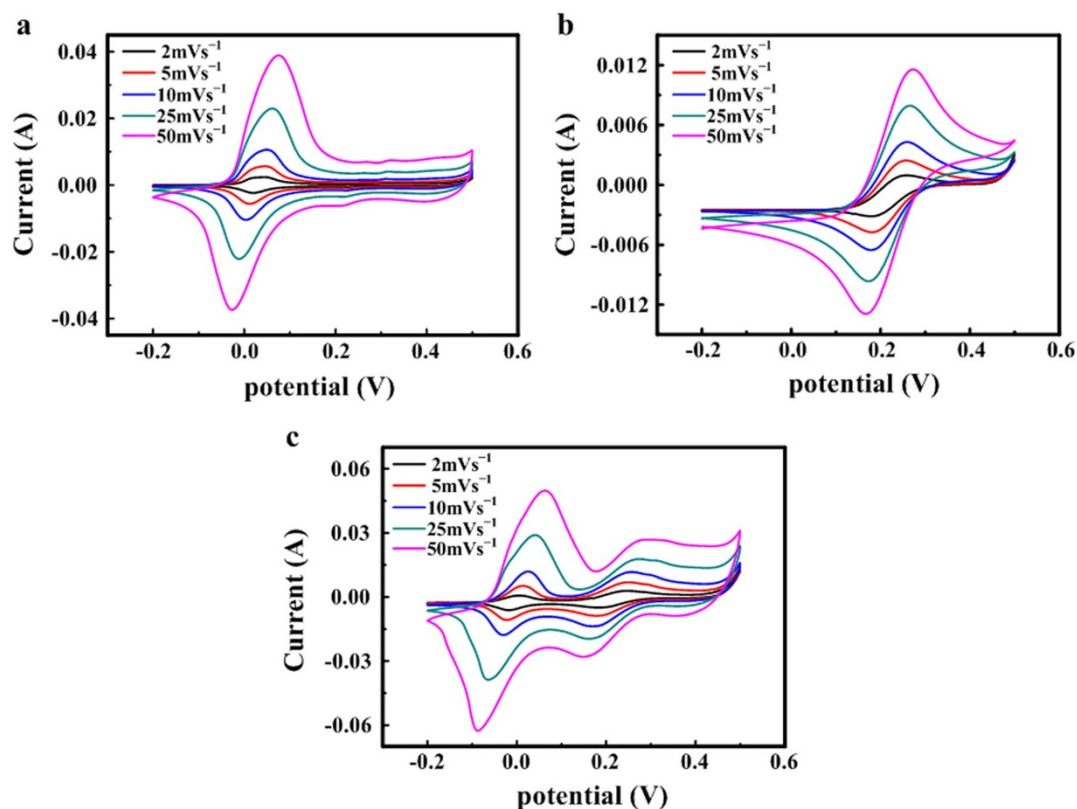 a
2mVs⁻¹
5mVs⁻¹
10mVs⁻¹
25mVs⁻¹
50mVs⁻¹
0.04
0.02
0.00
-0.02
-0.04
Current (A)
-0.2 0.0 0.2 0.4 0.6
potential (V)
b
2mVs⁻¹
5mVs⁻¹
10mVs⁻¹
25mVs⁻¹
50mVs⁻¹
0.012
0.006
0.000
-0.006
-0.012
Current (A)
-0.2 0.0 0.2 0.4 0.6
potential (V)
c
2mVs⁻¹
5mVs⁻¹
10mVs⁻¹
25mVs⁻¹
50mVs⁻¹
0.06
0.03
0.00
-0.03
-0.06
Current (A)
-0.2 0.0 0.2 0.4 0.6
potential (V)